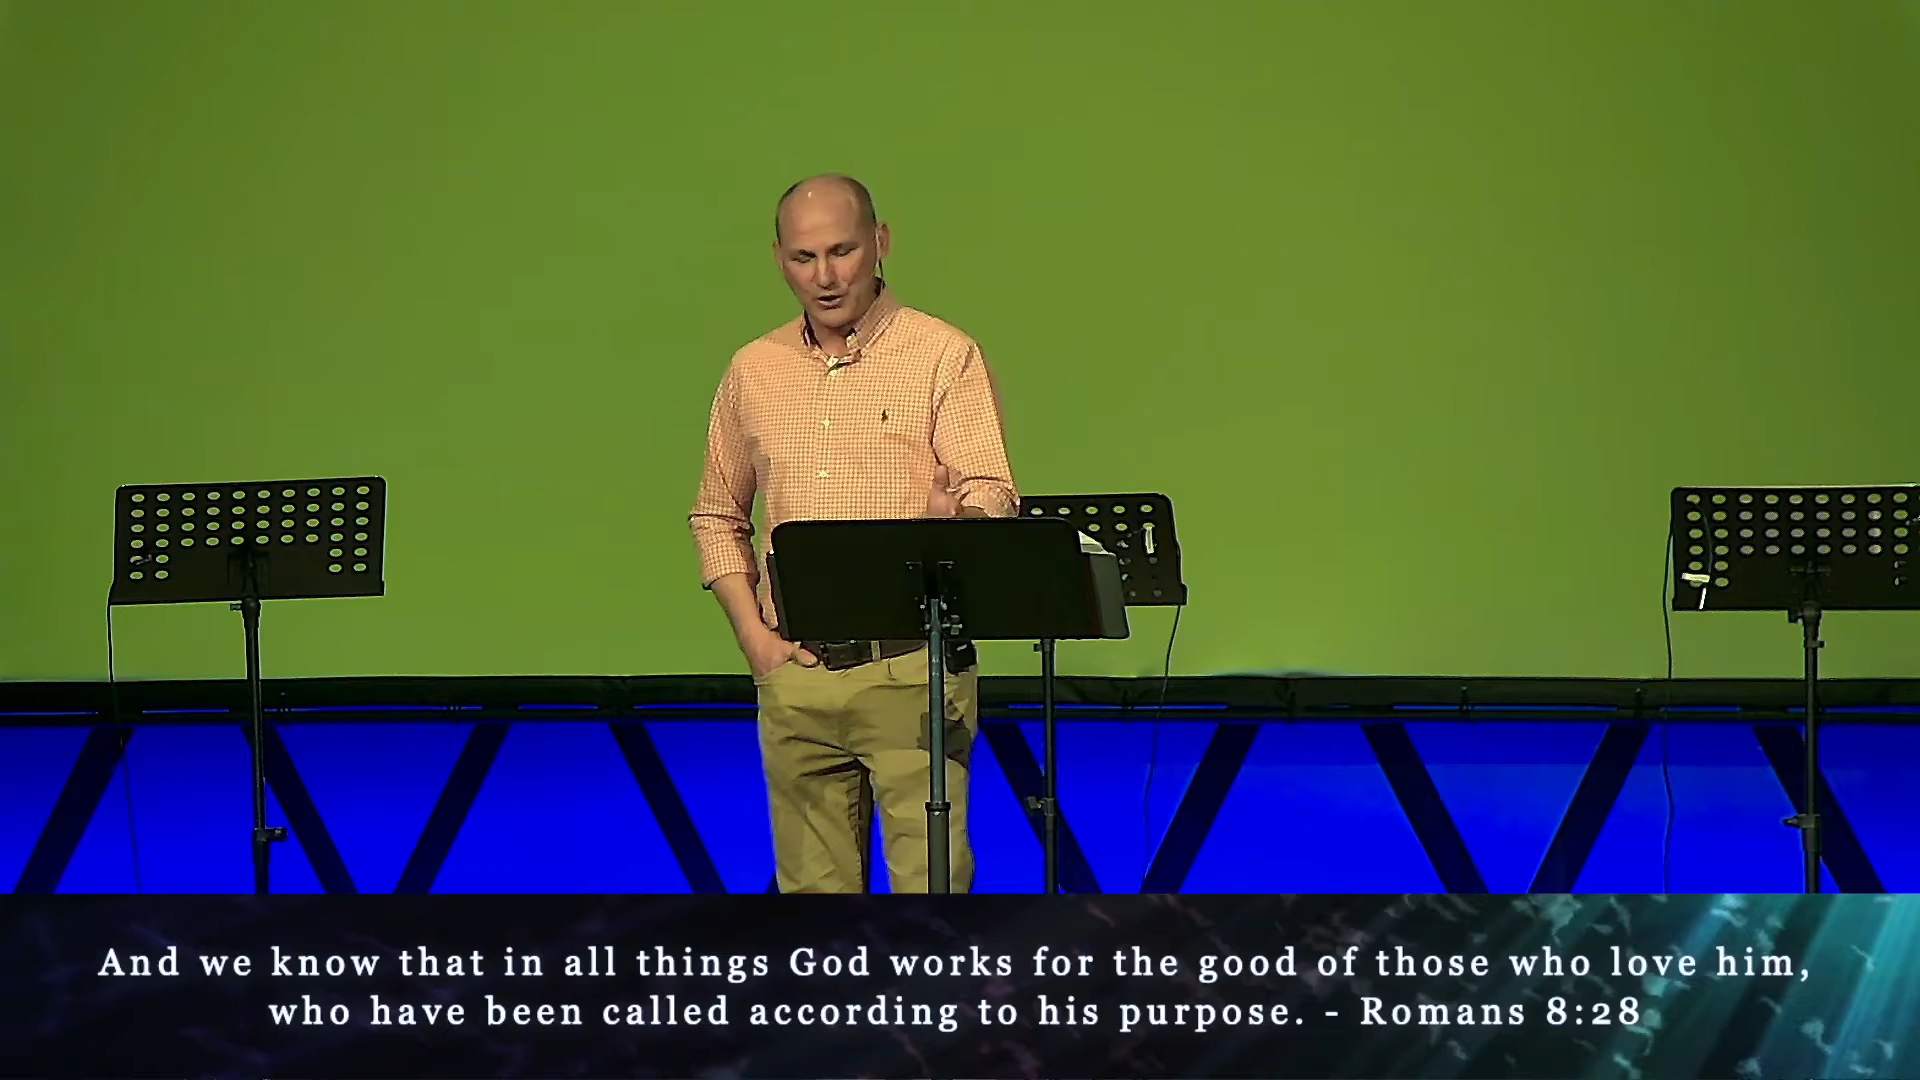 And we know that in all things God works for the good of those who love him,
who have been called according to his purpose. - Romans 8:28